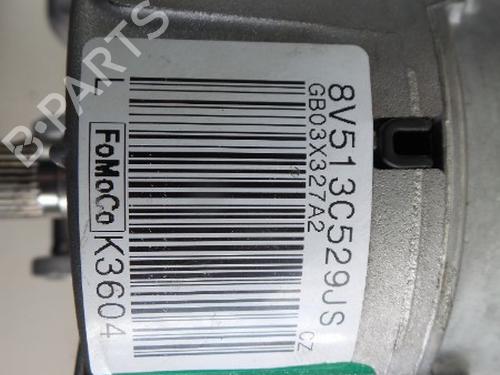 8V513C529JS
GB03X327A2
CZ
FoMoCo K3604
B-PARTS